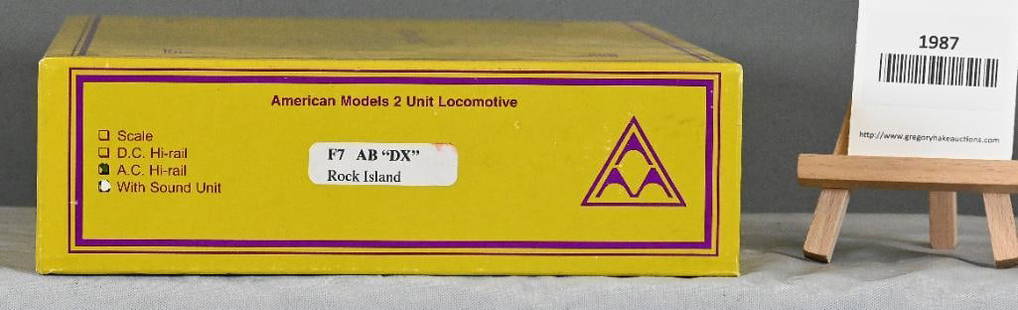 American Models 2 Unit Locomotive
Scale
D.C. Hi-rail
A.C. Hi-rail
With Sound Unit
F7 AB “DX”
Rock Island
1987
http://www.gregoryhakeauctions.com